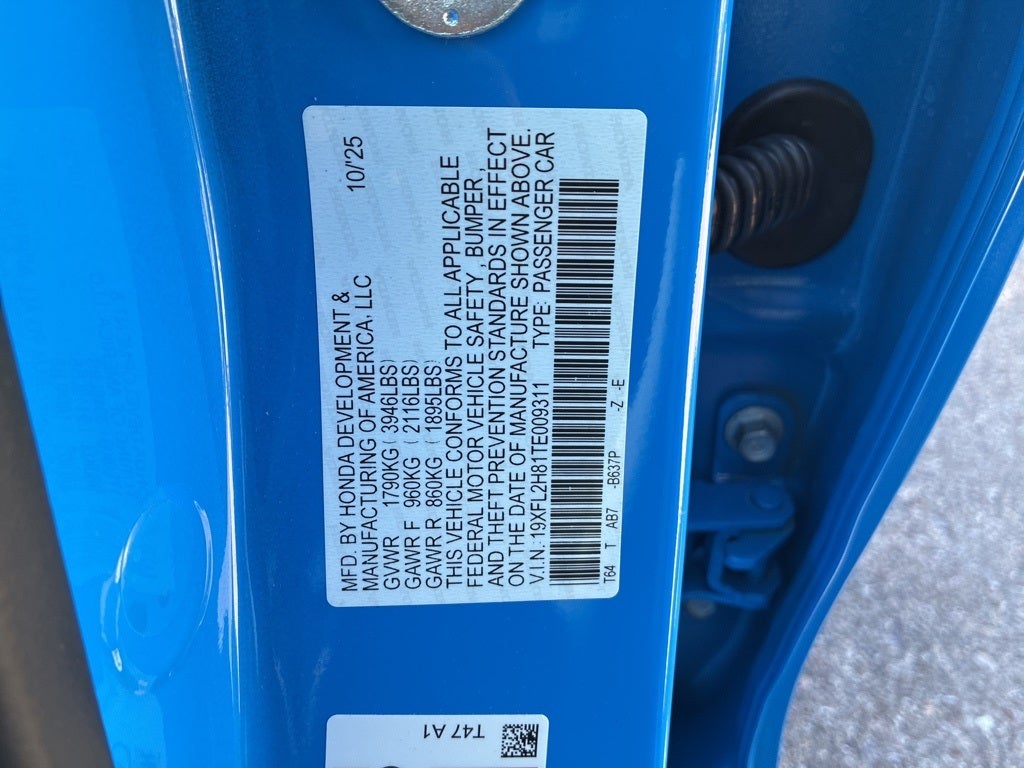 MFD. BY HONDA DEVELOPMENT & 10/'25
MANUFACTURING OF AMERICA, LLC
GVWR 1790KG ( 3946LBS)
GAWR F 960KG ( 2116LBS)
GAWR R 860KG ( 1895LBS)
THIS VEHICLE CONFORMS TO ALL APPLICABLE
FEDERAL MOTOR VEHICLE SAFETY , BUMPER ,
AND THEFT PREVENTION STANDARDS IN EFFECT
ON THE DATE OF MANUFACTURE SHOWN ABOVE.
V.I.N: 19XFL2H81TE009311 TYPE: PASSENGER CAR
T64 T AB7 -B637P -Z -E
T47 A1